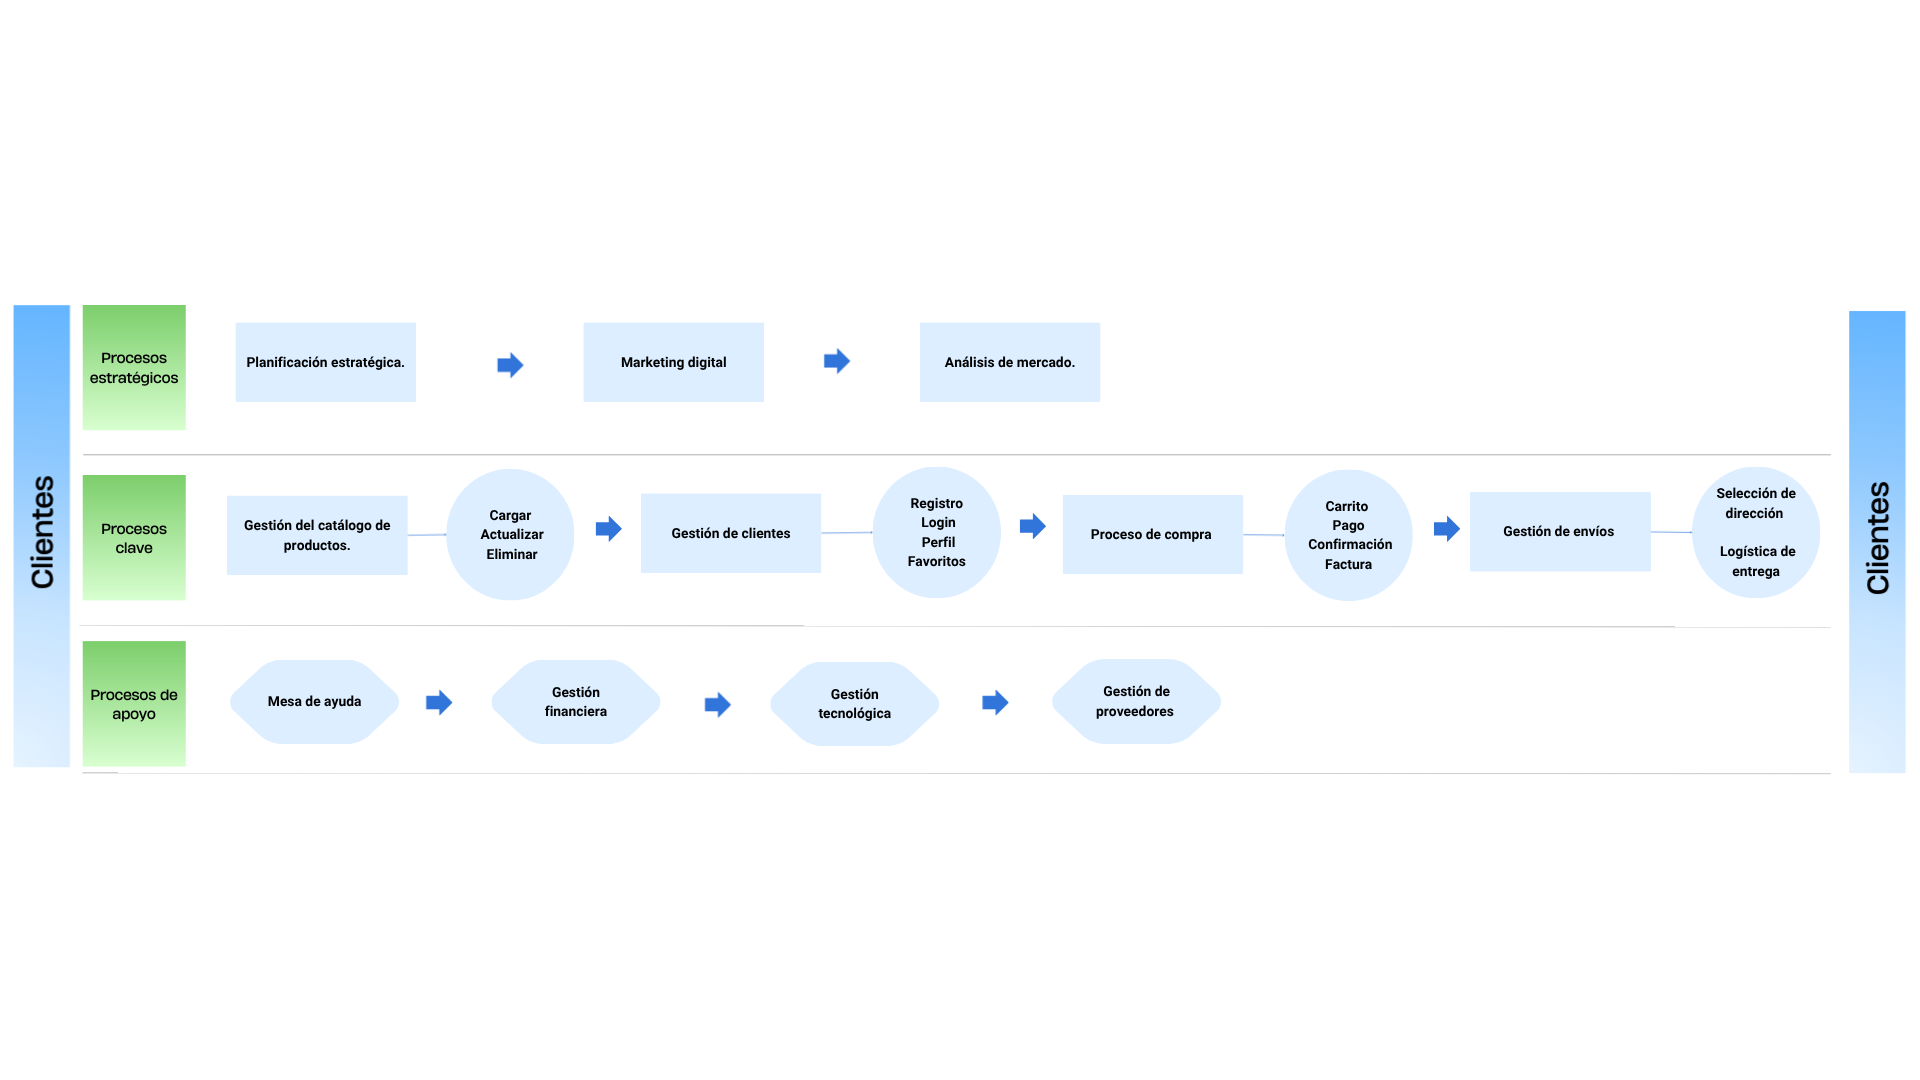 Clientes
Procesos
estratégicos
Planificación estratégica.
Marketing digital
Análisis de mercado.
Procesos
clave
Gestión del catálogo de
productos.
Cargar
Actualizar
Eliminar
Gestión de clientes
Registro
Login
Perfil
Favoritos
Proceso de compra
Carrito
Pago
Confirmación
Factura
Gestión de envíos
Selección de
dirección
Logística de
entrega
Procesos de
apoyo
Mesa de ayuda
Gestión
financiera
Gestión
tecnológica
Gestión de
proveedores
Clientes